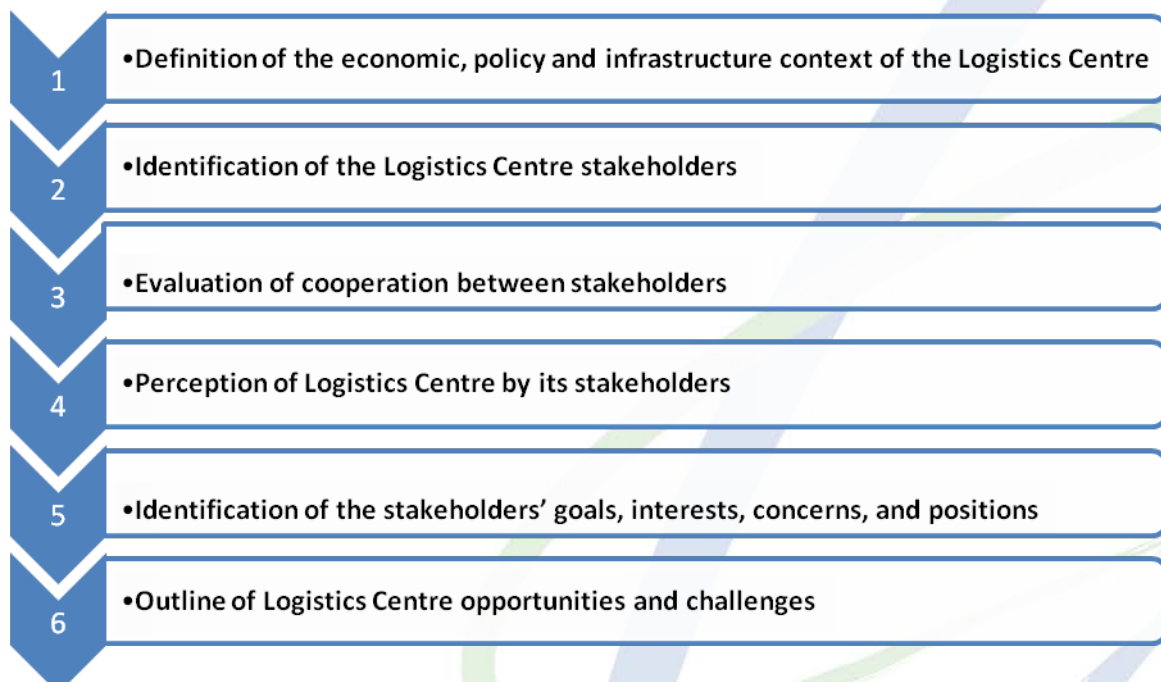 1
•Definition of the economic, policy and infrastructure context of the Logistics Centre
2
•Identification of the Logistics Centre stakeholders
3
•Evaluation of cooperation between stakeholders
4
•Perception of Logistics Centre by its stakeholders
5
•Identification of the stakeholders’ goals, interests, concerns, and positions
6
•Outline of Logistics Centre opportunities and challenges